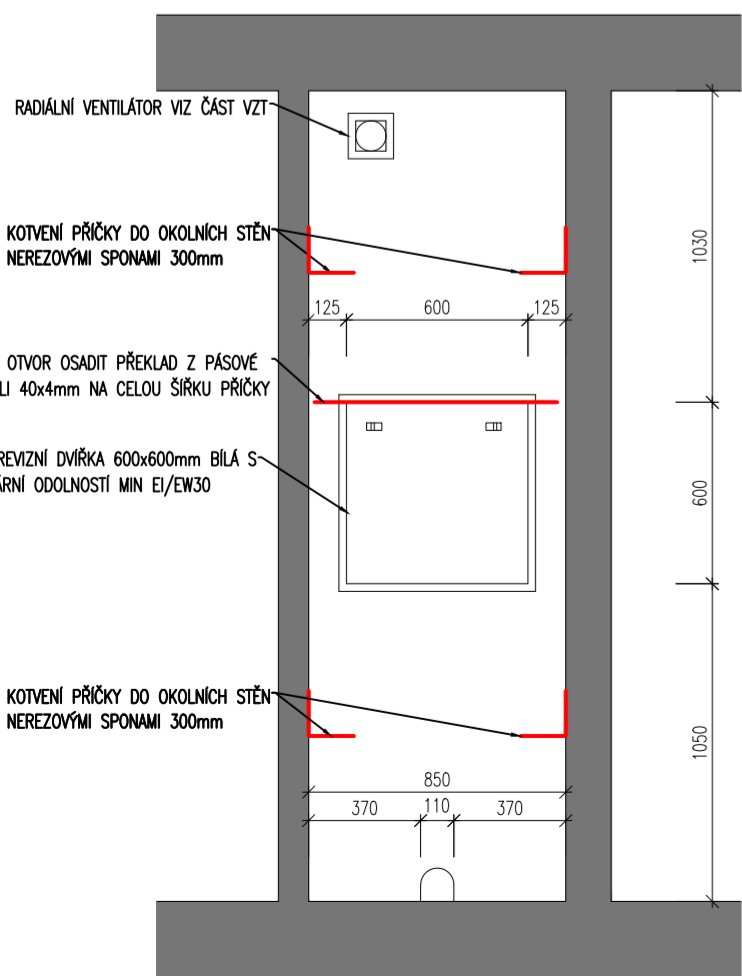 RADIÁLNÍ VENTILÁTOR VIZ ČÁST VZT
KOTVENÍ PŘÍČKY DO OKOLNÍCH STĚN
NEREZOVÝMI SPONAMI 300mm
1030
125 600 125
OTVOR OSADIT PŘEKLAD Z PÁSOVÉ
LI 40x4mm NA CELOU ŠÍŘKU PŘÍČKY
REVIZNÍ DVÍŘKA 600x600mm BÍLÁ S
ÁRNÍ ODOLNOSTÍ MIN EI/EW30
600
KOTVENÍ PŘÍČKY DO OKOLNÍCH STĚN
NEREZOVÝMI SPONAMI 300mm
1050
850
370 110 370